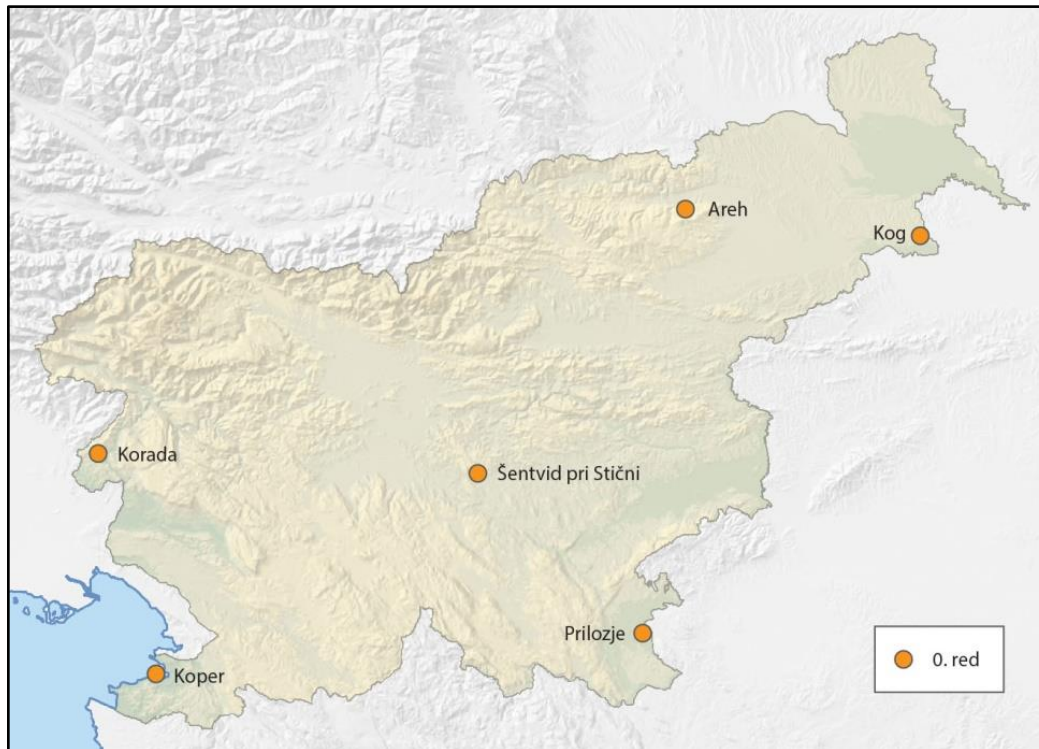 Areh
Kog
Korada
Šentvid pri Stični
Prilozje
Koper
0. red